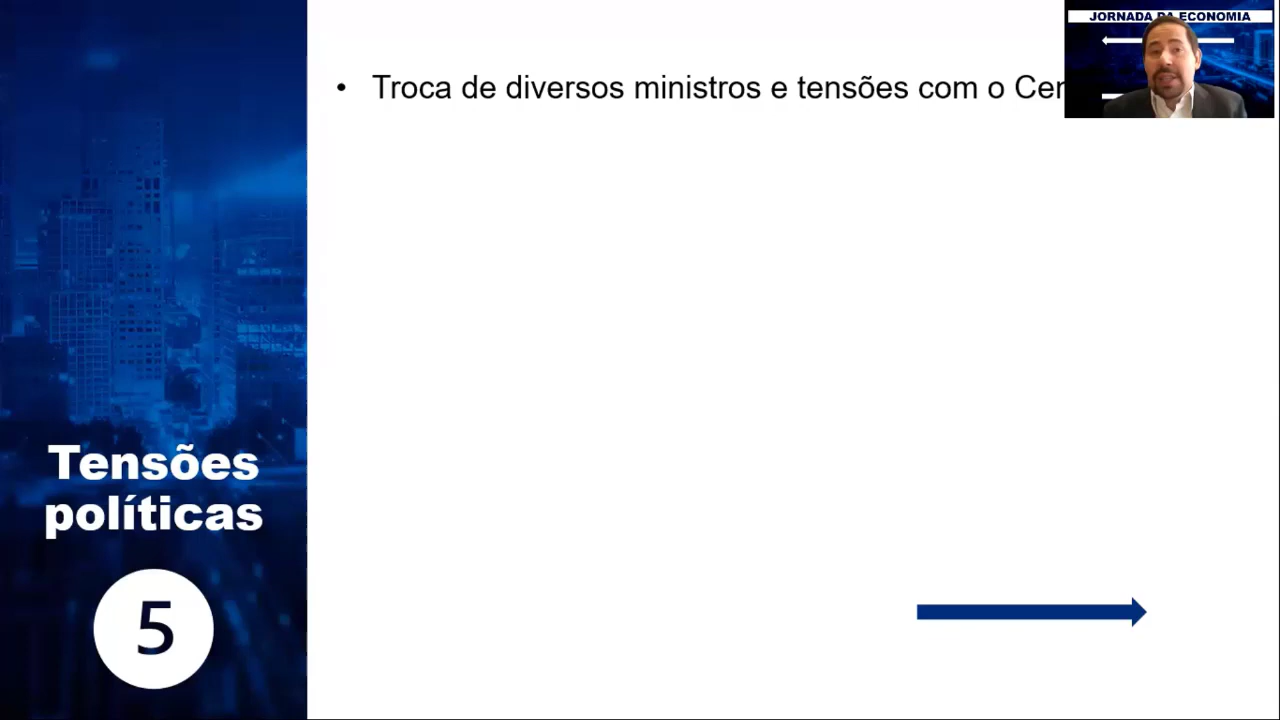 JORNADA DA ECONOMIA
• Troca de diversos ministros e tensões com o
Tensões
políticas
5